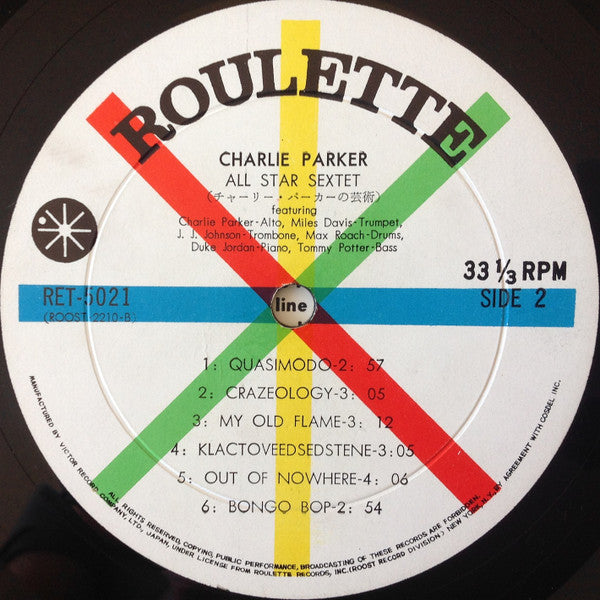 ROULETTE
CHARLIE PARKER
ALL STAR SEXTET
(チャーリー・パーカーの芸術)
featuring
Charlie Parker-Alto, Miles Davis-Trumpet,
J. J. Johnson-Trombone, Max Roach-Drums,
Duke Jordan-Piano, Tommy Potter-Bass
33 1/3 RPM
RET-5021
SIDE 2
(ROOST 2210-B)
line
1: QUASIMODO-2: 57
2: CRAZEOLOGY-3: 05
3: MY OLD FLAME-3: 12
4: KLACTOVEEDSEDSTENE-3:05
5: OUT OF NOWHERE-4: 06
6: BONGO BOP-2: 54
ALL RIGHTS RESERVED, COPYING, PUBLIC PERFORMANCE, BROADCASTING OF THESE RECORDS ARE FORBIDDEN.
MANUFACTURED BY VICTOR RECORD COMPANY, LTD., JAPAN, UNDER LICENSE FROM ROULETTE RECORDS, INC.(ROOST RECORD DIVISION) NEW YORK, N.Y. BY AGREEMENT WITH GOSDEL INC.